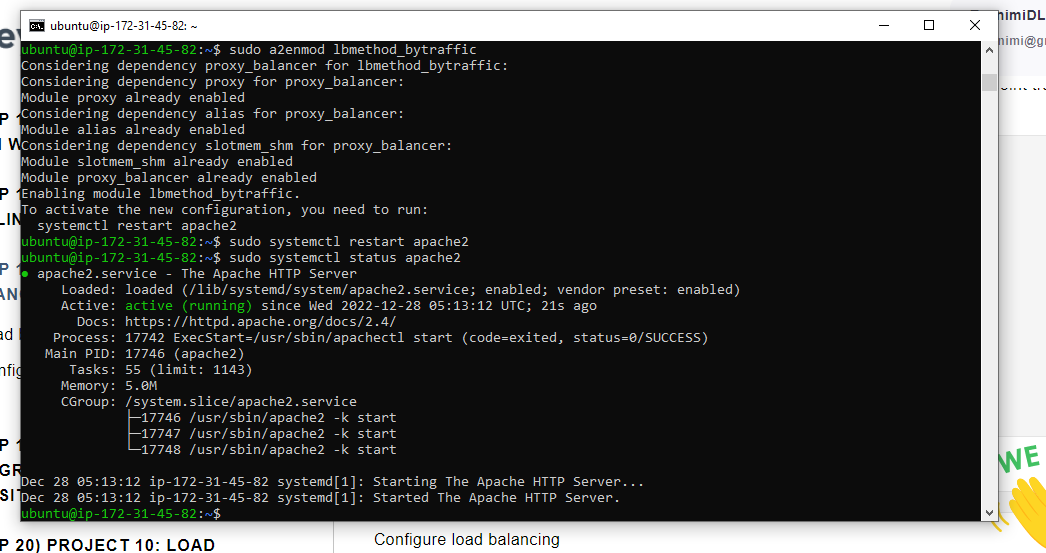 ubuntu@ip-172-31-45-82: ~
ubuntu@ip-172-31-45-82:~$ sudo a2enmod lbmethod_bytraffic
Considering dependency proxy_balancer for lbmethod_bytraffic:
Considering dependency proxy for proxy_balancer:
Module proxy already enabled
Considering dependency alias for proxy_balancer:
Module alias already enabled
Considering dependency slotmem_shm for proxy_balancer:
Module slotmem_shm already enabled
Module proxy_balancer already enabled
Enabling module lbmethod_bytraffic.
To activate the new configuration, you need to run:
  systemctl restart apache2
ubuntu@ip-172-31-45-82:~$ sudo systemctl restart apache2
ubuntu@ip-172-31-45-82:~$ sudo systemctl status apache2
● apache2.service - The Apache HTTP Server
     Loaded: loaded (/lib/systemd/system/apache2.service; enabled; vendor preset: enabled)
     Active: active (running) since Wed 2022-12-28 05:13:12 UTC; 21s ago
       Docs: https://httpd.apache.org/docs/2.4/
    Process: 17742 ExecStart=/usr/sbin/apachectl start (code=exited, status=0/SUCCESS)
   Main PID: 17746 (apache2)
      Tasks: 55 (limit: 1143)
     Memory: 5.0M
     CGroup: /system.slice/apache2.service
             ├─17746 /usr/sbin/apache2 -k start
             ├─17747 /usr/sbin/apache2 -k start
             └─17748 /usr/sbin/apache2 -k start
Dec 28 05:13:12 ip-172-31-45-82 systemd[1]: Starting The Apache HTTP Server...
Dec 28 05:13:12 ip-172-31-45-82 systemd[1]: Started The Apache HTTP Server.
ubuntu@ip-172-31-45-82:~$
WE
P 20) PROJECT 10: LOAD
Configure load balancing